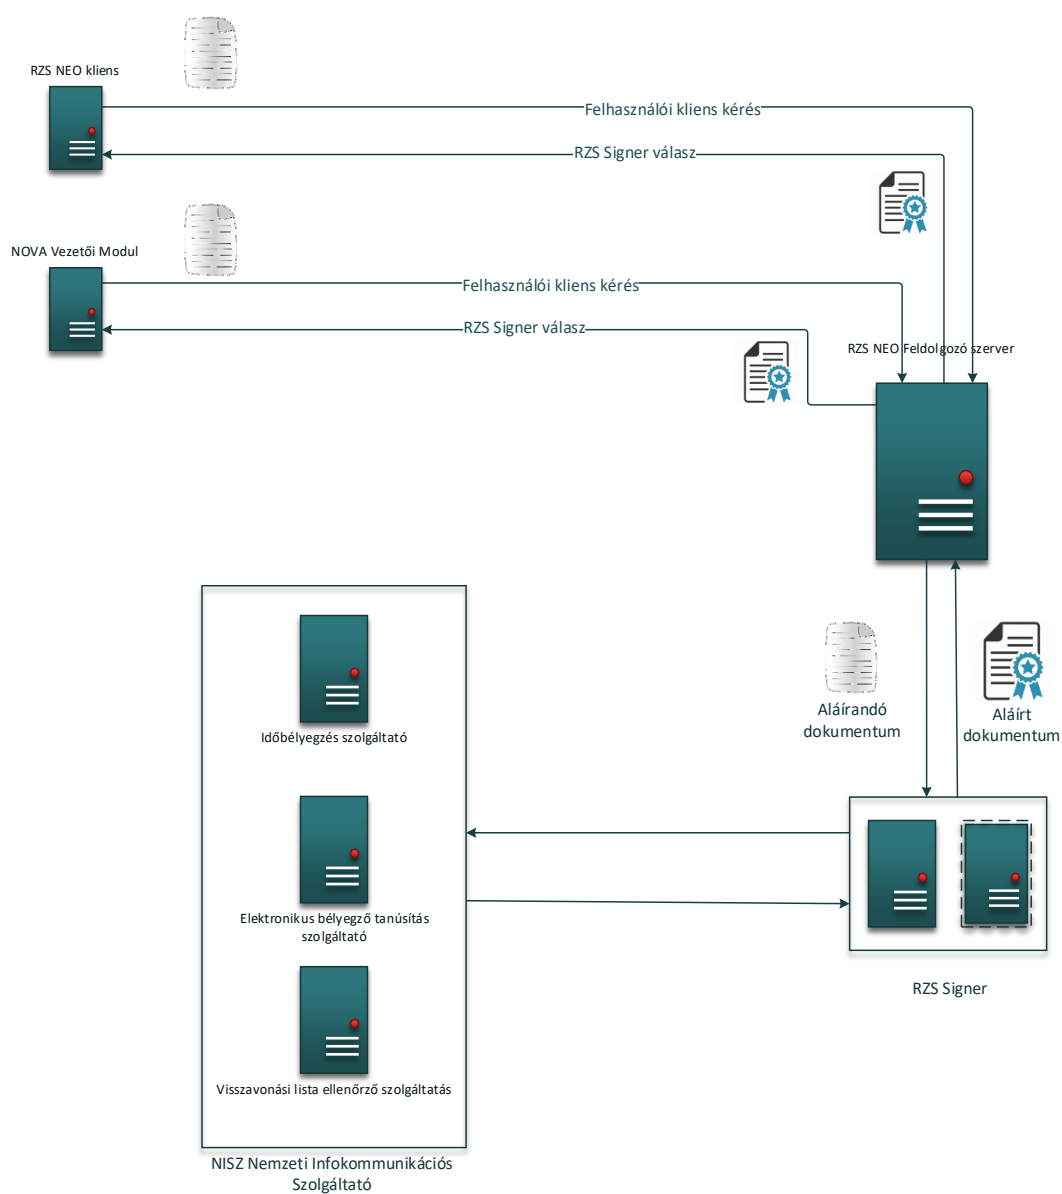 RZS NEO kliens
Felhasználói kliens kérés
RZS Signer válasz
NOVA Vezetői Modul
Felhasználói kliens kérés
RZS Signer válasz
RZS NEO Feldolgozó szerver
Aláírandó
dokumentum
Aláírt
dokumentum
Időbélyegzés szolgáltató
Elektronikus bélyegző tanúsítás
szolgáltató
RZS Signer
Visszavonási lista ellenőrző szolgáltatás
NISZ Nemzeti Infokommunikációs
Szolgáltató